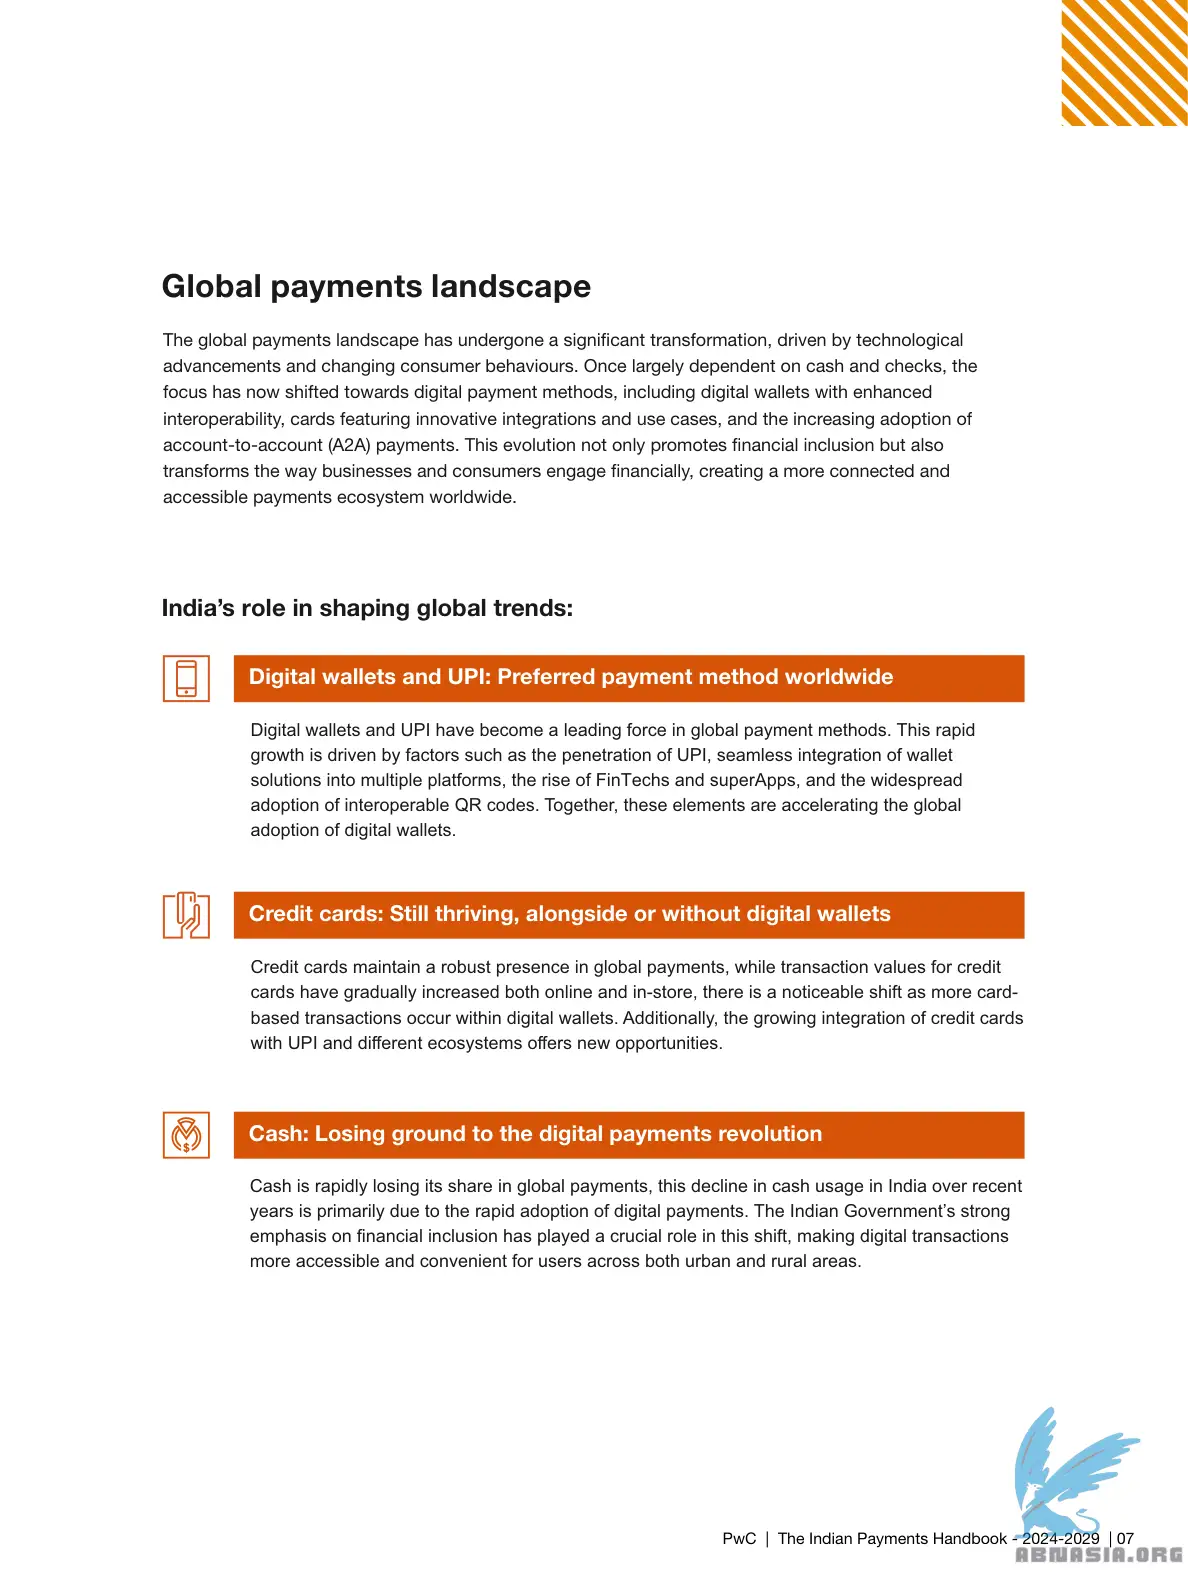 Global payments landscape
The global payments landscape has undergone a significant transformation, driven by technological
advancements and changing consumer behaviours. Once largely dependent on cash and checks, the
focus has now shifted towards digital payment methods, including digital wallets with enhanced
interoperability, cards featuring innovative integrations and use cases, and the increasing adoption of
account-to-account (A2A) payments. This evolution not only promotes financial inclusion but also
transforms the way businesses and consumers engage financially, creating a more connected and
accessible payments ecosystem worldwide.
India’s role in shaping global trends:
Digital wallets and UPI: Preferred payment method worldwide
Digital wallets and UPI have become a leading force in global payment methods. This rapid
growth is driven by factors such as the penetration of UPI, seamless integration of wallet
solutions into multiple platforms, the rise of FinTechs and superApps, and the widespread
adoption of interoperable QR codes. Together, these elements are accelerating the global
adoption of digital wallets.
Credit cards: Still thriving, alongside or without digital wallets
Credit cards maintain a robust presence in global payments, while transaction values for credit
cards have gradually increased both online and in-store, there is a noticeable shift as more card-
based transactions occur within digital wallets. Additionally, the growing integration of credit cards
with UPI and different ecosystems offers new opportunities.
$
Cash: Losing ground to the digital payments revolution
Cash is rapidly losing its share in global payments, this decline in cash usage in India over recent
years is primarily due to the rapid adoption of digital payments. The Indian Government’s strong
emphasis on financial inclusion has played a crucial role in this shift, making digital transactions
more accessible and convenient for users across both urban and rural areas.
PwC | The Indian Payments Handbook - 2024-2029 | 07
ABNASIA.ORG